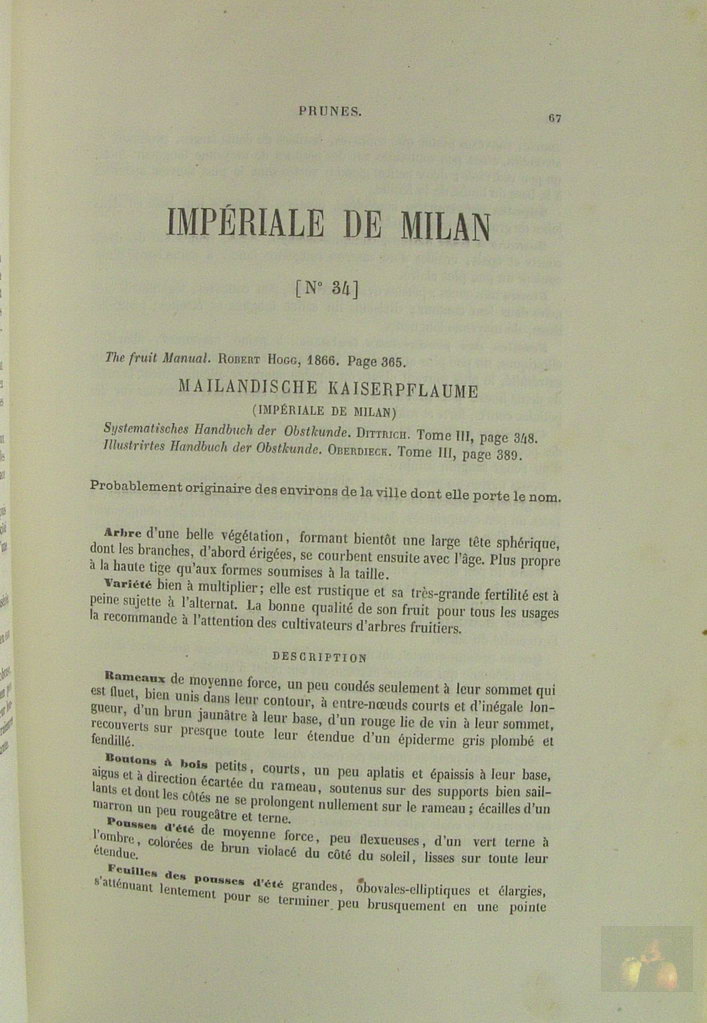 PRUNES.
67
IMPÉRIALE DE MILAN
[N° 34]
The fruit Manual. ROBERT HOGG, 1866. Page 365.
MAILANDISCHE KAISERPFLAUME
(IMPÉRIALE DE MILAN)
Systematisches Handbuch der Obstkunde. DITTRICH. Tome III, page 348.
Illustrirtes Handbuch der Obstkunde. OBERDIECK. Tome III, page 389.
Probablement originaire des environs de la ville dont elle porte le nom.
Arbre d'une belle végétation, formant bientôt une large tête sphérique,
dont les branches, d'abord érigées, se courbent ensuite avec l'âge. Plus propre
à la haute tige qu'aux formes soumises à la taille.
Variété bien à multiplier; elle est rustique et sa très-grande fertilité est à
peine sujette à l'alternat. La bonne qualité de son fruit pour tous les usages
la recommande à l'attention des cultivateurs d'arbres fruitiers.
DESCRIPTION
Rameaux de moyenne force, un peu coudés seulement à leur sommet qui
est fluet, bien unis dans leur contour, à entre-nœuds courts et d'inégale lon-
gueur, d'un brun jaunâtre à leur base, d'un rouge lie de vin à leur sommet,
recouverts sur presque toute leur étendue d'un épiderme gris plombé et
fendillé.
Boutons à bois petits, courts, un peu aplatis et épaissis à leur base,
aigus et à direction écartée du rameau, soutenus sur des supports bien sail-
lants et dont les côtés ne se prolongent nullement sur le rameau; écailles d'un
marron un peu rougeâtre et terne.
Pousses d'été de moyenne force, peu flexueuses, d'un vert terne à
l'ombre, colorées de brun violacé du côté du soleil, lisses sur toute leur
étendue.
Feuilles des pousses d'été grandes, obovales-elliptiques et élargies,
s'atténuant lentement pour se terminer peu brusquement en une pointe